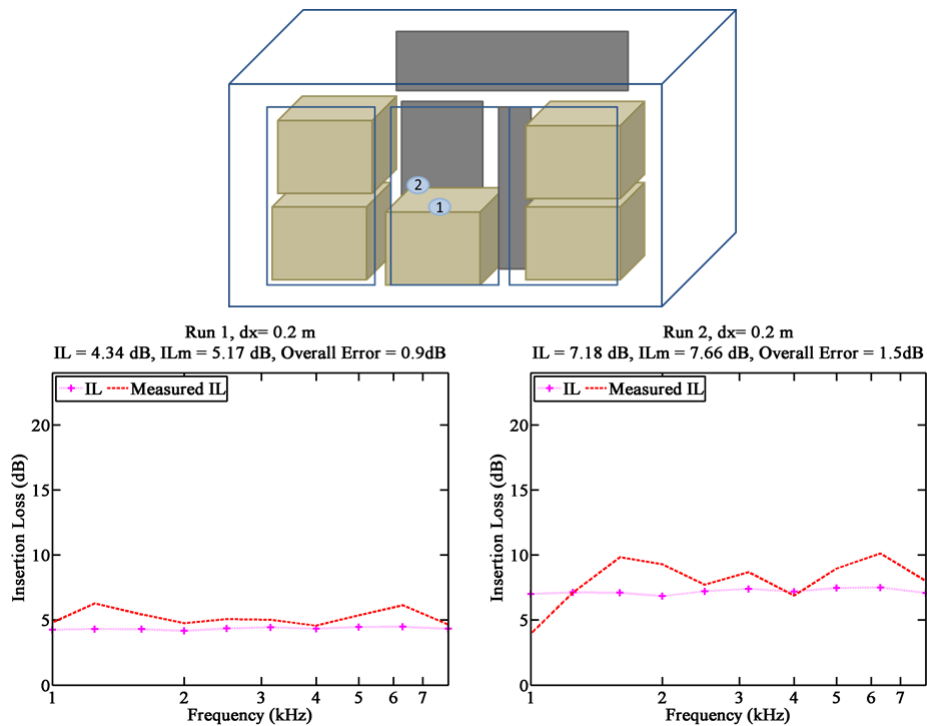 2
1
Run 1, dx= 0.2 m
IL = 4.34 dB, ILm = 5.17 dB, Overall Error = 0.9dB
IL
Measured IL
20
15
10
5
0
Insertion Loss (dB)
1
2
3
4
5
6
7
Frequency (kHz)
Run 2, dx= 0.2 m
IL = 7.18 dB, ILm = 7.66 dB, Overall Error = 1.5dB
IL
Measured IL
20
15
10
5
0
Insertion Loss (dB)
1
2
3
4
5
6
7
Frequency (kHz)